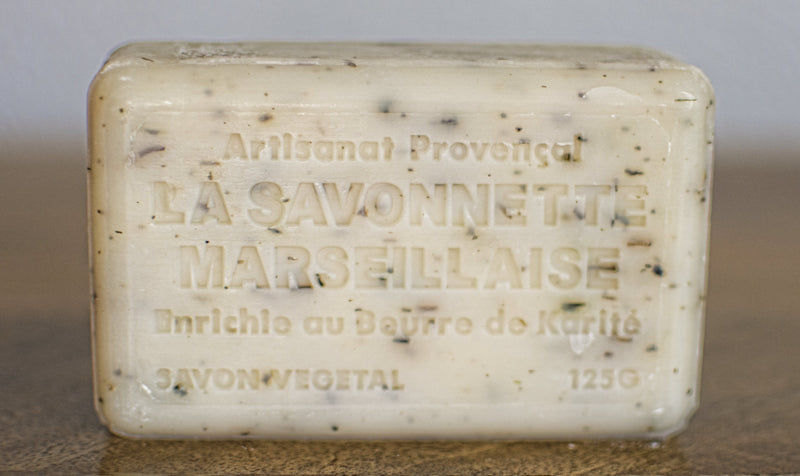 Artisanat Provençal
LA SAVONNETTE
MARSEILLAISE
Enrichie au Beurre de Karité
SAVON VEGETAL 125G